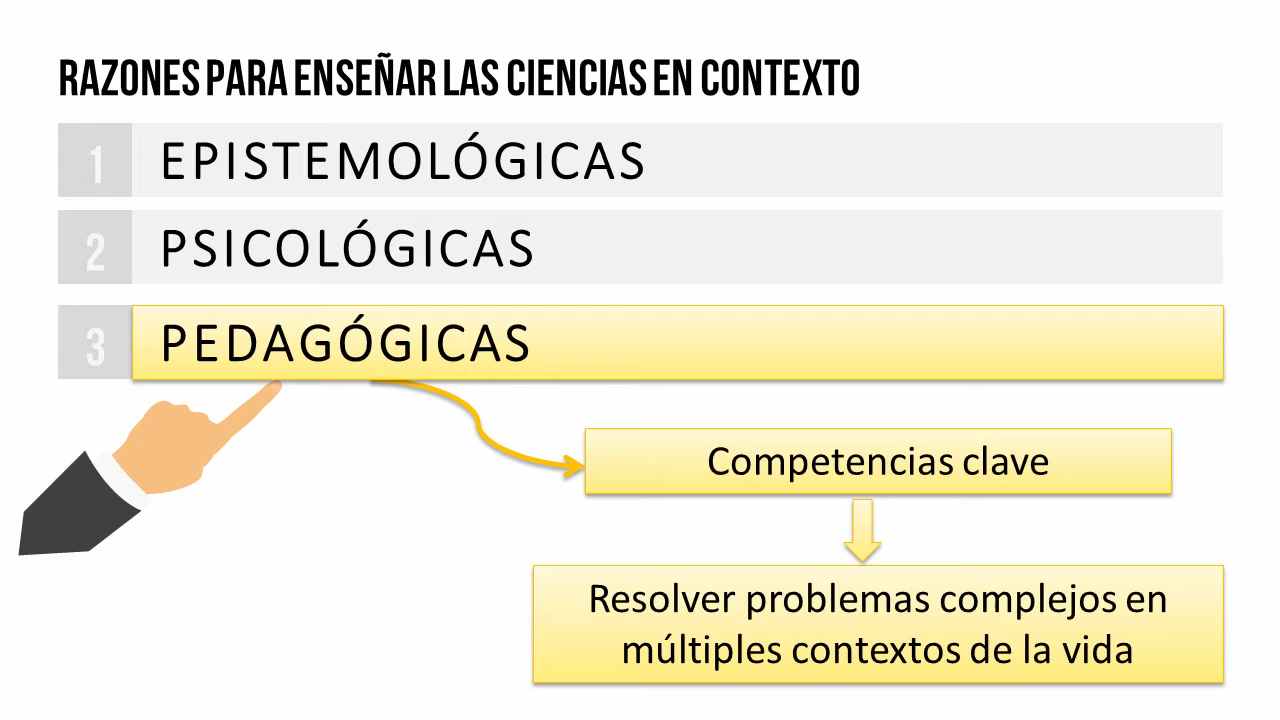 RAZONES PARA ENSEÑAR LAS CIENCIAS EN CONTEXTO
1 EPISTEMOLÓGICAS
2 PSICOLÓGICAS
3 PEDAGÓGICAS
Competencias clave
Resolver problemas complejos en
múltiples contextos de la vida